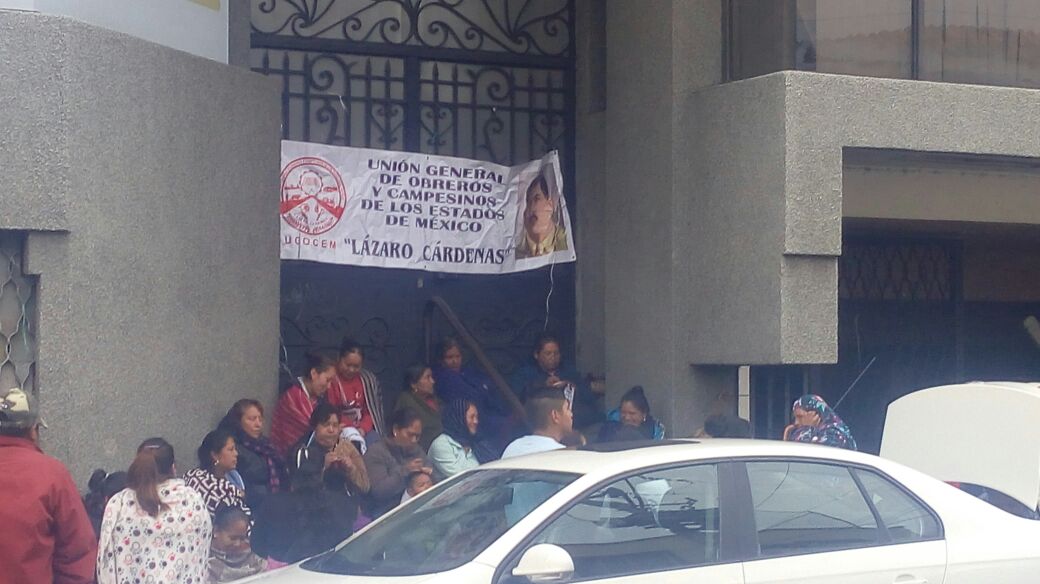 UNIÓN GENERAL
DE OBREROS
Y CAMPESINOS
DE LOS ESTADOS
DE MÉXICO
UGOCEM "LÁZARO CÁRDENAS"